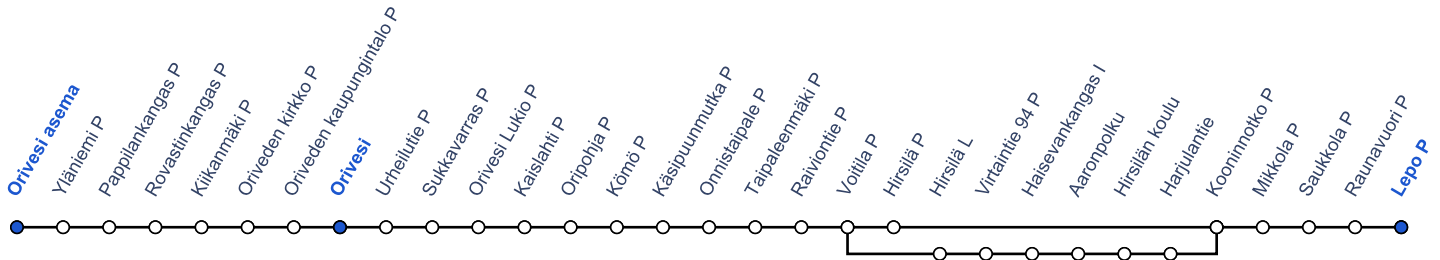 Orivesi asema
Yläniemi P
Pappilankangas P
Rovastinkangas P
Kiikanmäki P
Oriveden kirkko P
Oriveden kaupungintalo P
Orivesi
Urheilutie P
Sukkavarras P
Orivesi Lukio P
Kaislahti P
Oripohja P
Könö P
Käsipuunmutka P
Onnistaipale P
Taipaleenmäki P
Raiviontie P
Voitila P
Hirsilä P
Hirsilä L
Virtaintie 94 P
Haisevankangas I
Aaronpolku
Hirsilän koulu
Harjulantie
Kooninnotko P
Mikkola P
Saukkola P
Raunavuori P
Lepo P